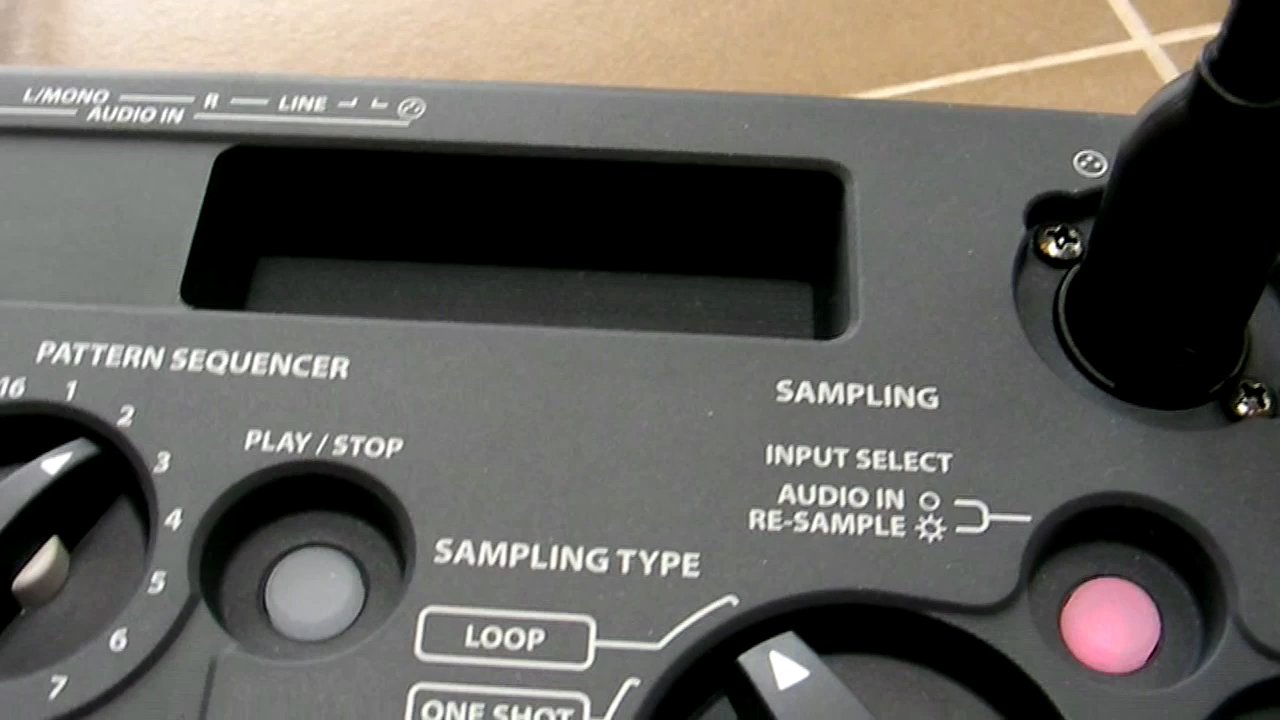 L/MONO R LINE
AUDIO IN
PATTERN SEQUENCER
16 1 2 3 4 5 6 7
PLAY / STOP
SAMPLING
INPUT SELECT
AUDIO IN
RE-SAMPLE
SAMPLING TYPE
LOOP
ONE SHOT